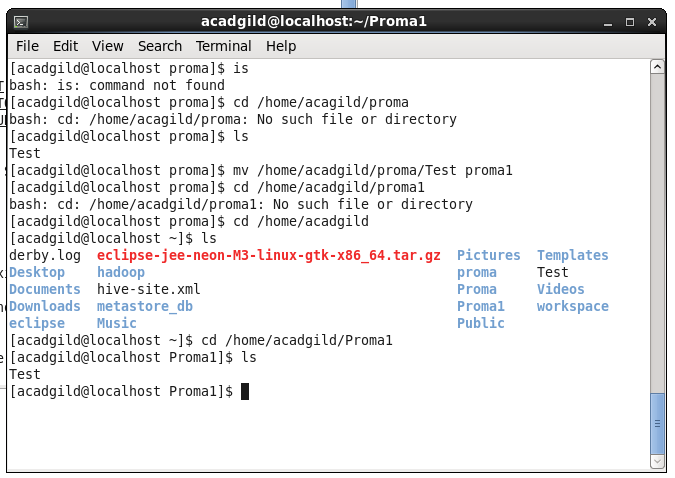 acadgild@localhost:~/Proma1
File Edit View Search Terminal Help
[acadgild@localhost proma]$ is
bash: is: command not found
[acadgild@localhost proma]$ cd /home/acagild/proma
bash: cd: /home/acagild/proma: No such file or directory
[acadgild@localhost proma]$ ls
Test
[acadgild@localhost proma]$ mv /home/acadgild/proma/Test proma1
[acadgild@localhost proma]$ cd /home/acadgild/proma1
bash: cd: /home/acadgild/proma1: No such file or directory
[acadgild@localhost proma]$ cd /home/acadgild
[acadgild@localhost ~]$ ls
derby.log eclipse-jee-neon-M3-linux-gtk-x86_64.tar.gz Pictures Templates
Desktop hadoop proma Test
Documents hive-site.xml Proma Videos
Downloads metastore_db Proma1 workspace
eclipse Music Public
[acadgild@localhost ~]$ cd /home/acadgild/Proma1
[acadgild@localhost Proma1]$ ls
Test
[acadgild@localhost Proma1]$